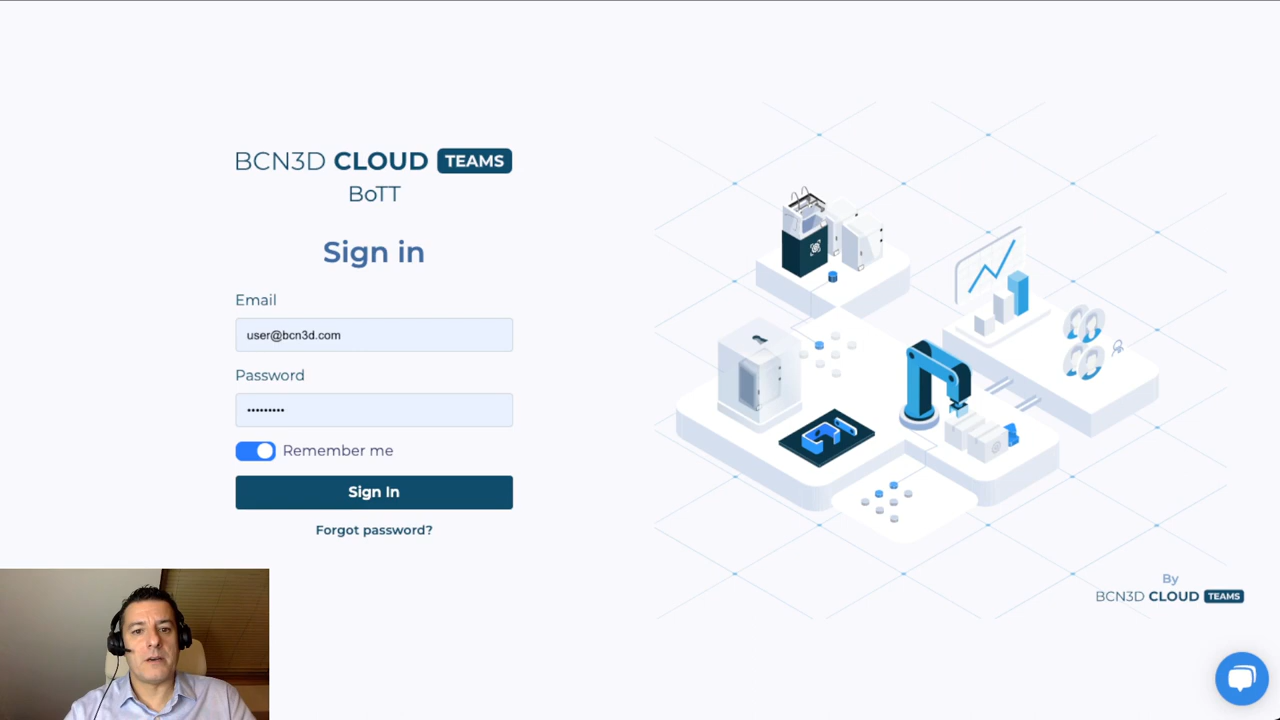 BCN3D CLOUD TEAMS
BoTT
Sign in
Email
user@bcn3d.com
Password
•••••••••
Remember me
Sign In
Forgot password?
By
BCN3D CLOUD TEAMS